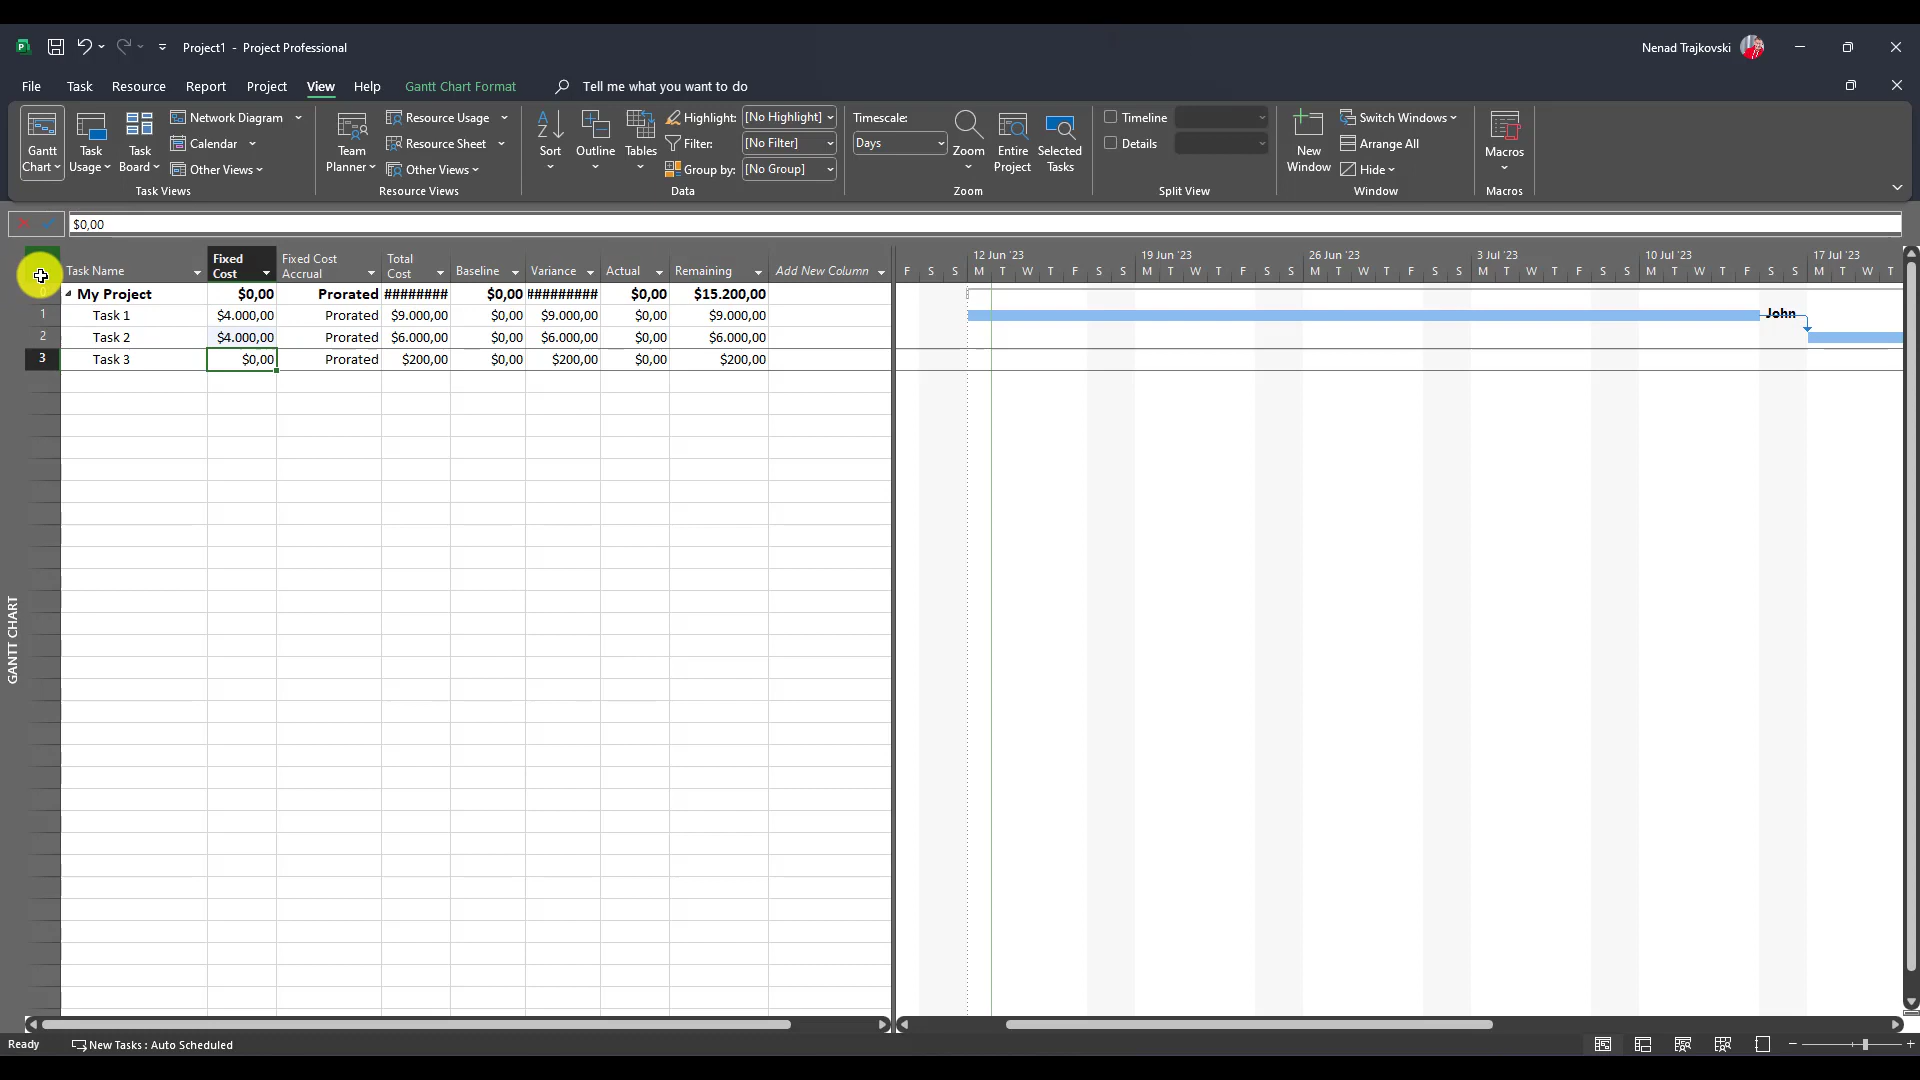 Project1 - Project Professional
Nenad Trajkovski
File Task Resource Report Project View Help Gantt Chart Format Tell me what you want to do
Gantt Chart
Task Usage
Task Board
Network Diagram
Calendar
Other Views
Task Views
Team Planner
Resource Usage
Resource Sheet
Other Views
Resource Views
Sort
Outline
Tables
Highlight: [No Highlight]
Filter: [No Filter]
Group by: [No Group]
Data
Timescale:
Days
Zoom
Entire Project
Selected Tasks
Zoom
Timeline
Details
Split View
New Window
Switch Windows
Arrange All
Hide
Window
Macros
Macros
$0,00
Task Name Fixed Cost Fixed Cost Accrual Total Cost Baseline Variance Actual Remaining Add New Column
My Project $0,00 Prorated ######## $0,00 ######### $0,00 $15.200,00
1 Task 1 $4.000,00 Prorated $9.000,00 $0,00 $9.000,00 $0,00 $9.000,00
2 Task 2 $4.000,00 Prorated $6.000,00 $0,00 $6.000,00 $0,00 $6.000,00
3 Task 3 $0,00 Prorated $200,00 $0,00 $200,00 $0,00 $200,00
12 Jun '23 19 Jun '23 26 Jun '23 3 Jul '23 10 Jul '23 17 Jul '23
F S S M T W T F S S M T W T F S S M T W T F S S M T W T F S S M T W T F S S M T W T
John
GANTT CHART
Ready New Tasks : Auto Scheduled